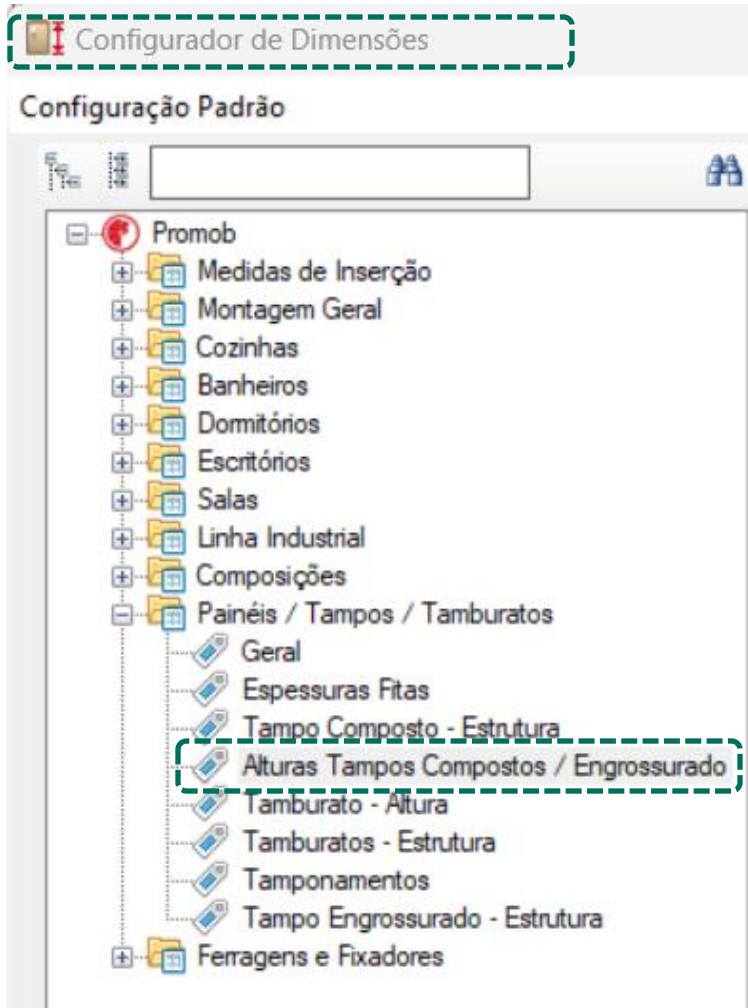 Configurador de Dimensões
Configuração Padrão
Promob
Medidas de Inserção
Montagem Geral
Cozinhas
Banheiros
Dormitórios
Escritórios
Salas
Linha Industrial
Composições
Painéis / Tampos / Tamburatos
Geral
Espessuras Fitas
Tampo Composto - Estrutura
Alturas Tampos Compostos / Engrossurado
Tamburato - Altura
Tamburatos - Estrutura
Tamponamentos
Tampo Engrossurado - Estrutura
Ferragens e Fixadores